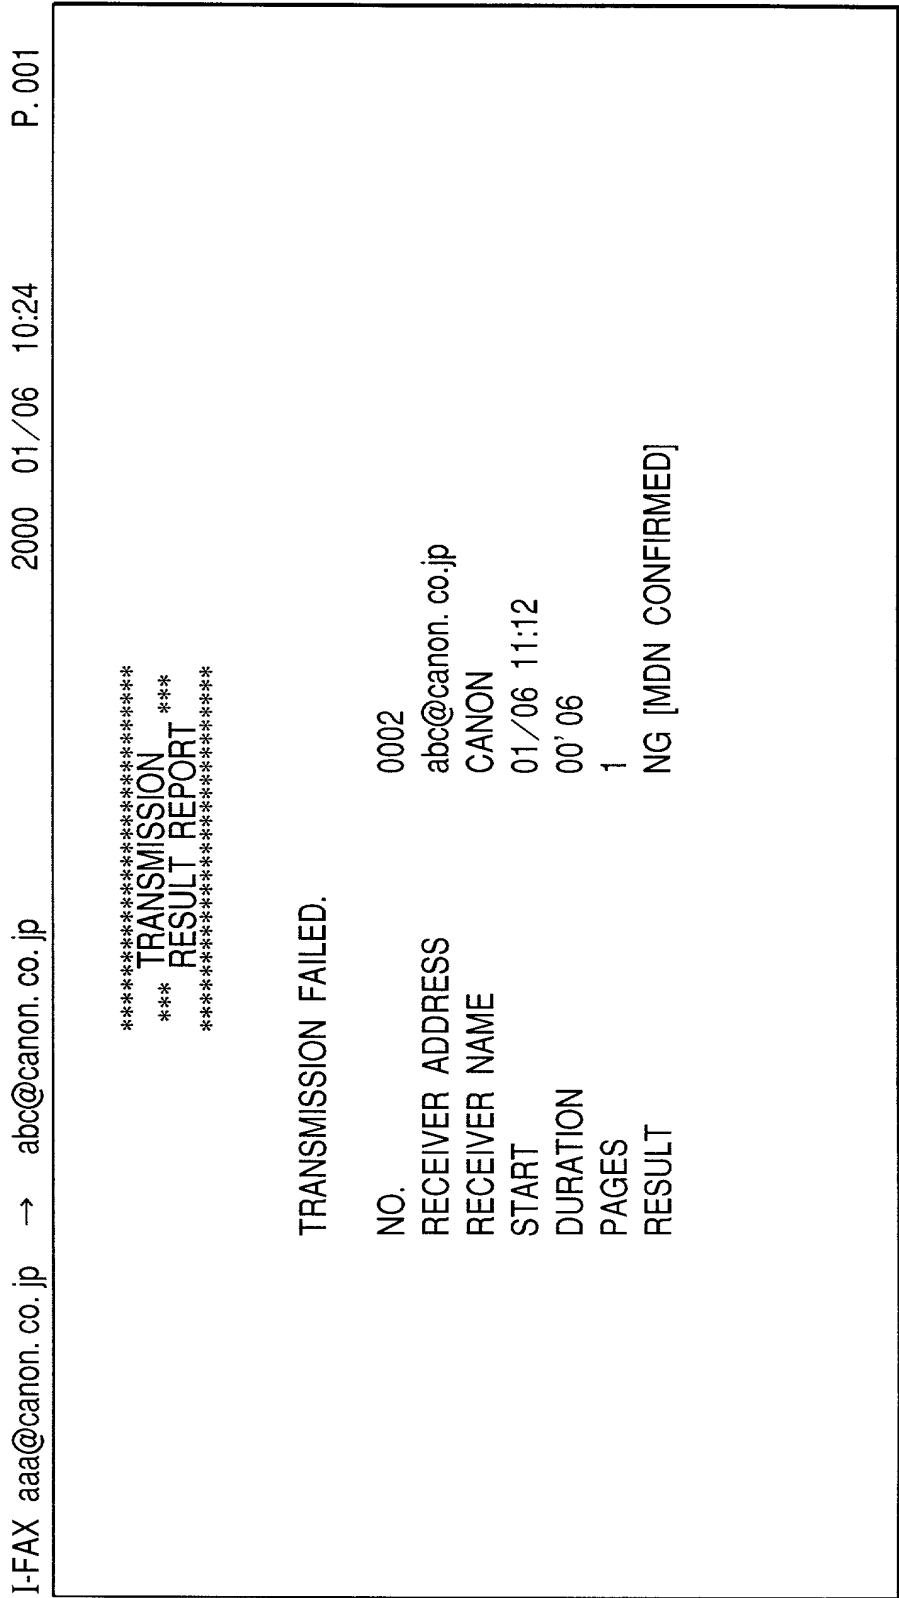 I-FAX aaa@canon. co. jp → abc@canon. co. jp 2000 01/06 10:24 P. 001
******************************
*** TRANSMISSION ***
RESULT REPORT
******************************
TRANSMISSION FAILED.
NO. 0002
RECEIVER ADDRESS abc@canon. co.jp
RECEIVER NAME CANON
START 01/06 11:12
DURATION 00' 06
PAGES 1
RESULT NG [MDN CONFIRMED]